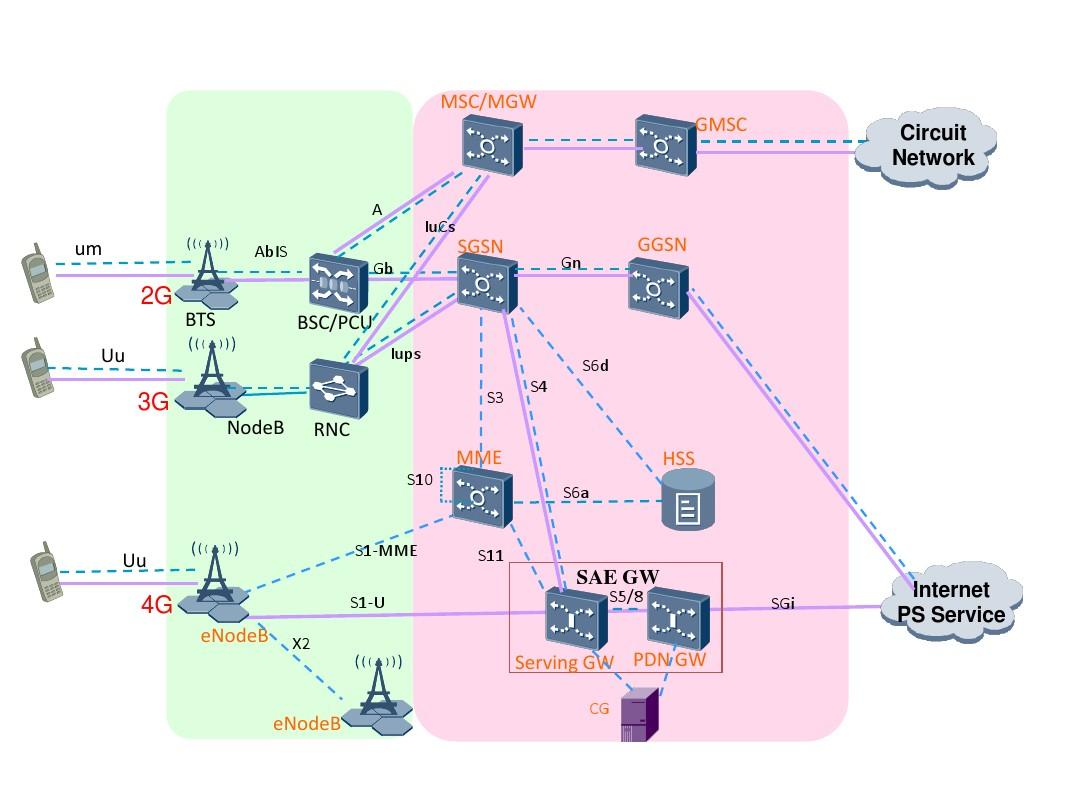 MSC/MGW
GMSC
Circuit
Network
A
IuCs
um
AbIS
Gb
SGSN
Gn
GGSN
2G
BTS
BSC/PCU
Uu
Iups
S6d
3G
NodeB
RNC
S3
S4
MME
HSS
S10
S6a
S1-MME
S11
Uu
4G
SAE GW
S5/8
S1-U
SGi
Internet
PS Service
eNodeB
X2
Serving GW
PDN GW
eNodeB
CG